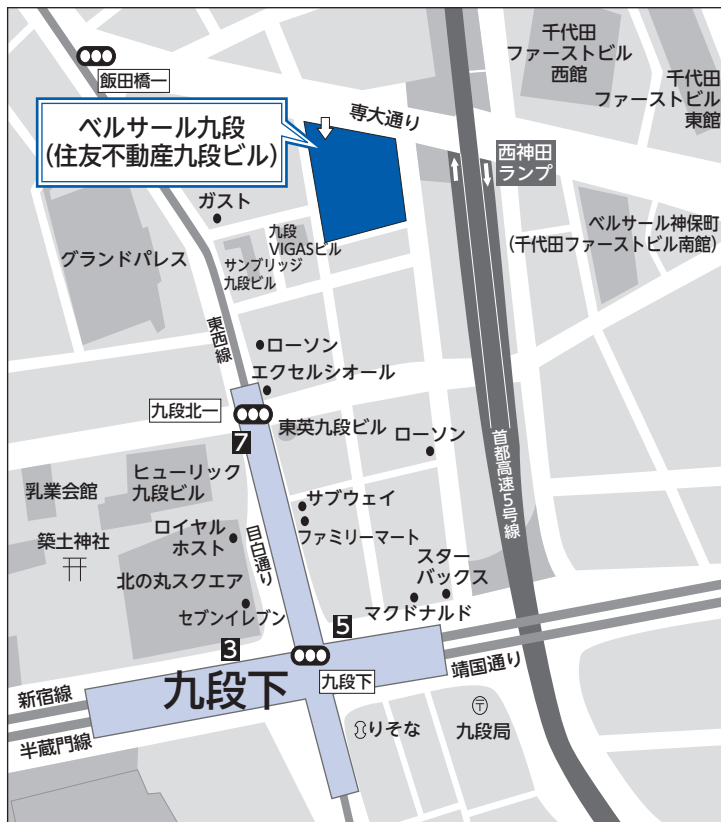 飯田橋一
千代田
ファーストビル
西館
千代田
ファーストビル
東館
専大通り
ベルサール九段
(住友不動産九段ビル)
西神田
ランプ
ガスト
九段
VIGASビル
サンブリッジ
九段ビル
グランドパレス
ベルサール神保町
(千代田ファーストビル南館)
東西線
ローソン
エクセルシオール
九段北一
東英九段ビル
7
ローソン
首都高速5号線
ヒューリック
九段ビル
乳業会館
サブウェイ
ファミリーマート
目白通り
ロイヤル
ホスト
築土神社
スター
バックス
北の丸スクエア
セブンイレブン
マクドナルド
5
3
九段下
九段下
靖国通り
新宿線
半蔵門線
りそな
九段局